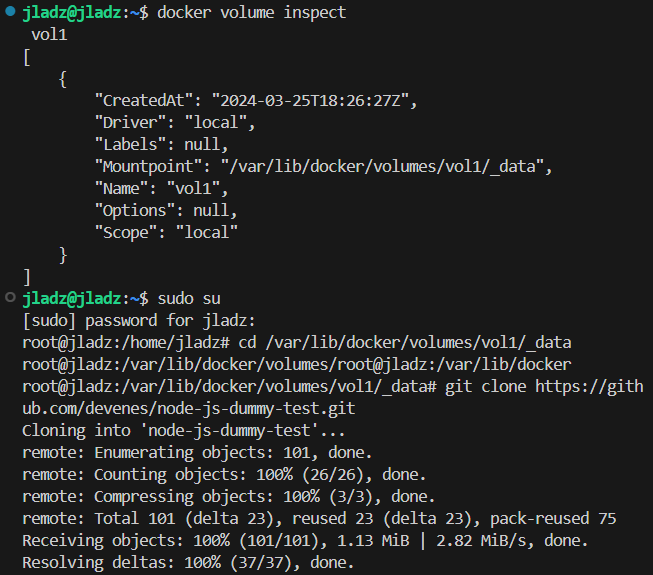 jladz@jladz:~$ docker volume inspect
 vol1
[
    {
        "CreatedAt": "2024-03-25T18:26:27Z",
        "Driver": "local",
        "Labels": null,
        "Mountpoint": "/var/lib/docker/volumes/vol1/_data",
        "Name": "vol1",
        "Options": null,
        "Scope": "local"
    }
]
jladz@jladz:~$ sudo su
[sudo] password for jladz:
root@jladz:/home/jladz# cd /var/lib/docker/volumes/vol1/_data
root@jladz:/var/lib/docker/volumes/root@jladz:/var/lib/docker
root@jladz:/var/lib/docker/volumes/vol1/_data# git clone https://gith
ub.com/devenes/node-js-dummy-test.git
Cloning into 'node-js-dummy-test'...
remote: Enumerating objects: 101, done.
remote: Counting objects: 100% (26/26), done.
remote: Compressing objects: 100% (3/3), done.
remote: Total 101 (delta 23), reused 23 (delta 23), pack-reused 75
Receiving objects: 100% (101/101), 1.13 MiB | 2.82 MiB/s, done.
Resolving deltas: 100% (37/37), done.